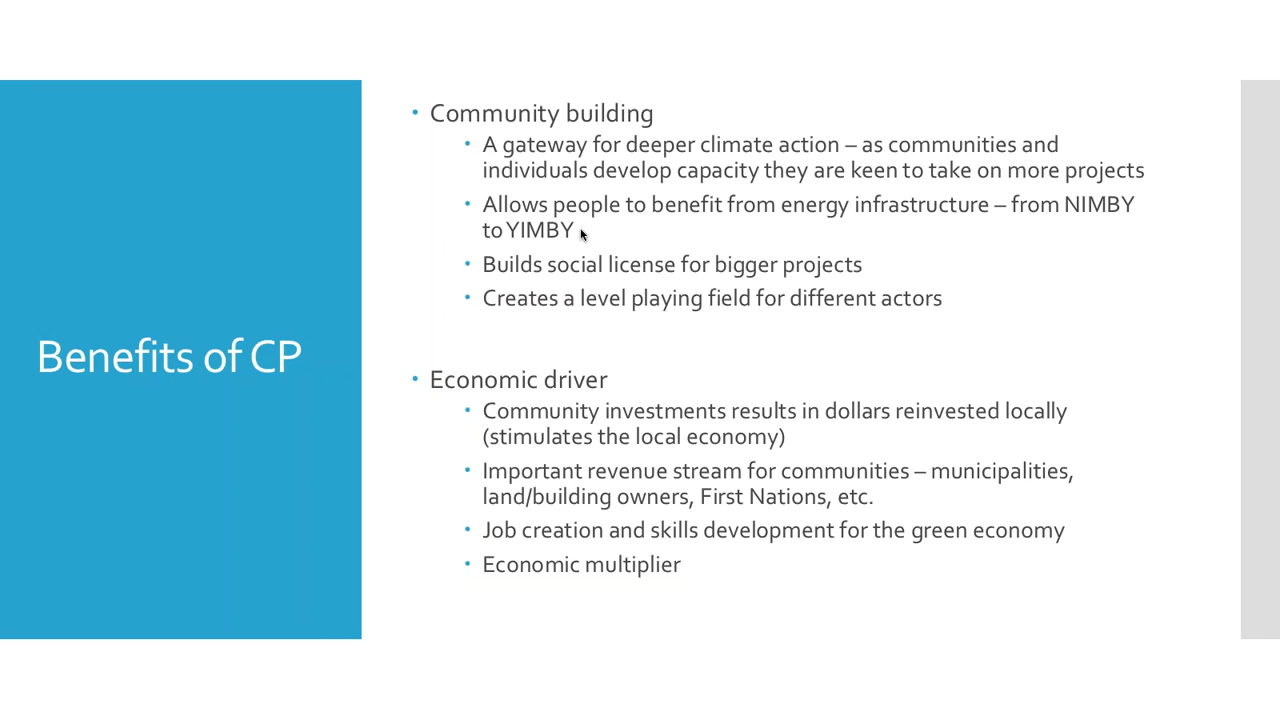 Benefits of CP
• Community building
• A gateway for deeper climate action – as communities and
individuals develop capacity they are keen to take on more projects
• Allows people to benefit from energy infrastructure – from NIMBY
to YIMBY
• Builds social license for bigger projects
• Creates a level playing field for different actors
• Economic driver
• Community investments results in dollars reinvested locally
(stimulates the local economy)
• Important revenue stream for communities – municipalities,
land/building owners, First Nations, etc.
• Job creation and skills development for the green economy
• Economic multiplier